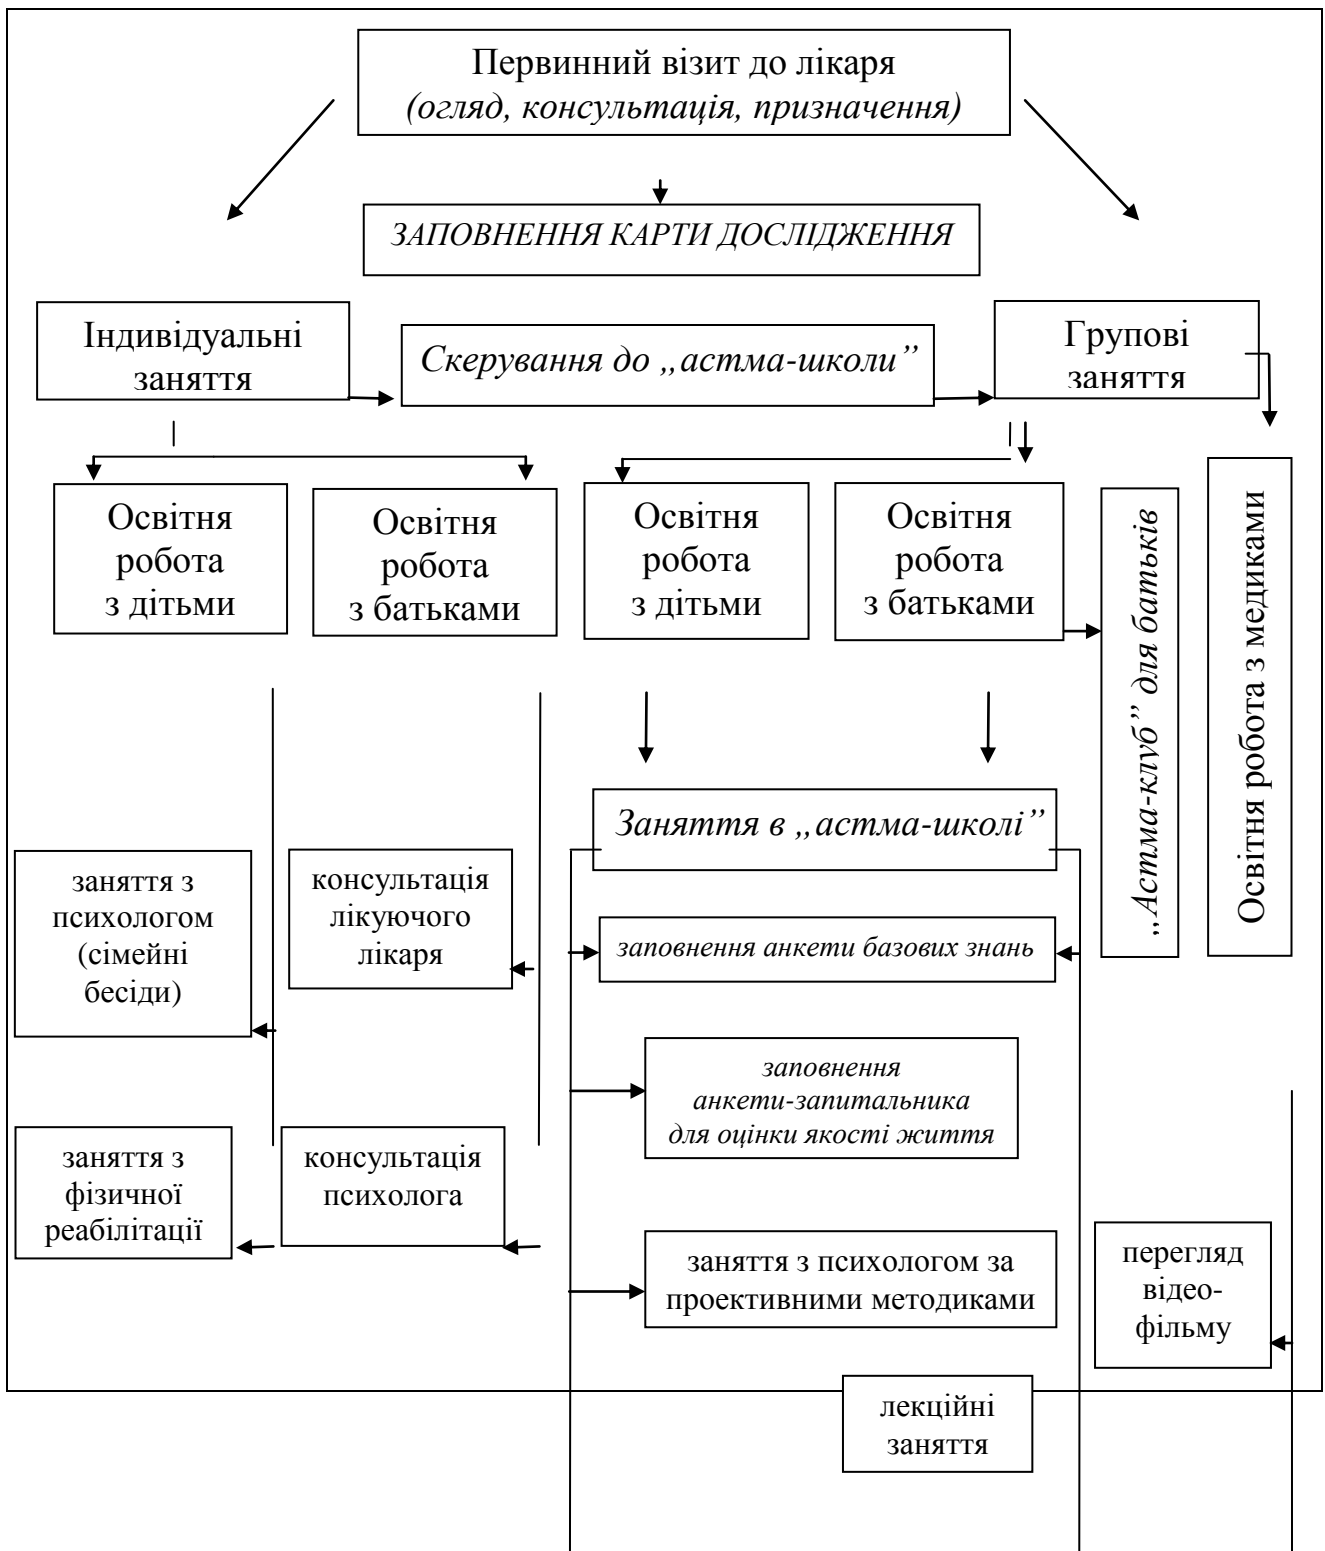 Первинний візит до лікаря
(огляд, консультація, призначення)
ЗАПОВНЕННЯ КАРТИ ДОСЛІДЖЕННЯ
Індивідуальні
заняття
Скерування до „астма-школи”
Групові
заняття
Освітня
робота
з дітьми
Освітня
робота
з батьками
Освітня
робота
з дітьми
Освітня
робота
з батьками
„Астма-клуб” для батьків
Освітня робота з медиками
Заняття в „астма-школі”
заняття з
психологом
(сімейні
бесіди)
консультація
лікуючого
лікаря
заповнення анкети базових знань
заповнення
анкети-запитальника
для оцінки якості життя
заняття з
фізичної
реабілітації
консультація
психолога
заняття з психологом за
проективними методиками
перегляд
відео-
фільму
лекційні
заняття